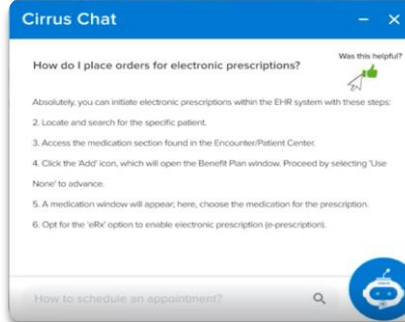 Cirrus Chat
Was this helpful?
How do I place orders for electronic prescriptions?
Absolutely, you can initiate electronic prescriptions within the EHR system with these steps:
2. Locate and search for the specific patient.
3. Access the medication section found in the Encounter/Patient Center.
4. Click the 'Add' icon, which will open the Benefit Plan window. Proceed by selecting 'Use
None' to advance.
5. A medication window will appear; here, choose the medication for the prescription.
6. Opt for the 'eRx' option to enable electronic prescription (e-prescription).
How to schedule an appointment?